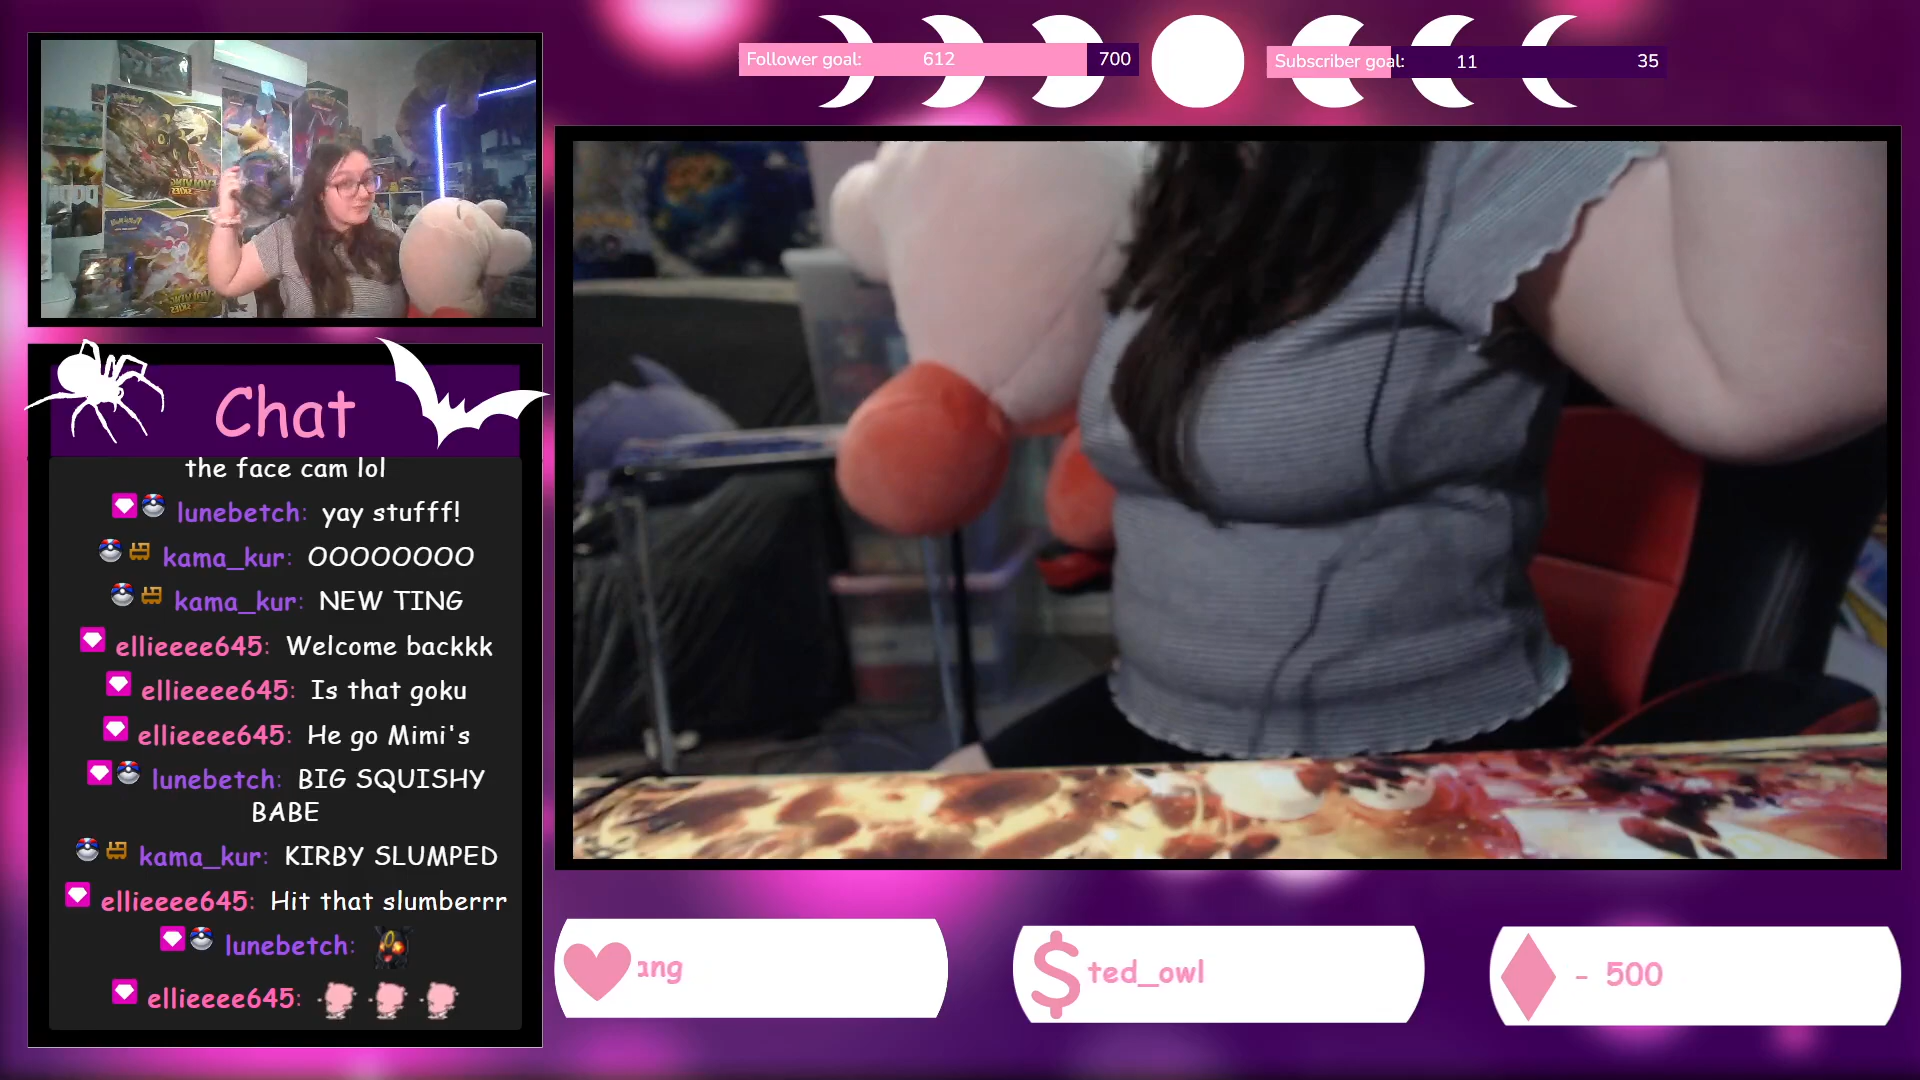 Follower goal: 612 700
Subscriber goal: 11 35
Chat
the face cam lol
lunebetch: yay stufff!
kama_kur: OOOOOOOO
kama_kur: NEW TING
ellieeee645: Welcome backkk
ellieeee645: Is that goku
ellieeee645: He go Mimi's
lunebetch: BIG SQUISHY
BABE
kama_kur: KIRBY SLUMPED
ellieeee645: Hit that slumberrr
lunebetch:
ellieeee645:
ang
$ ted_owl
- 500